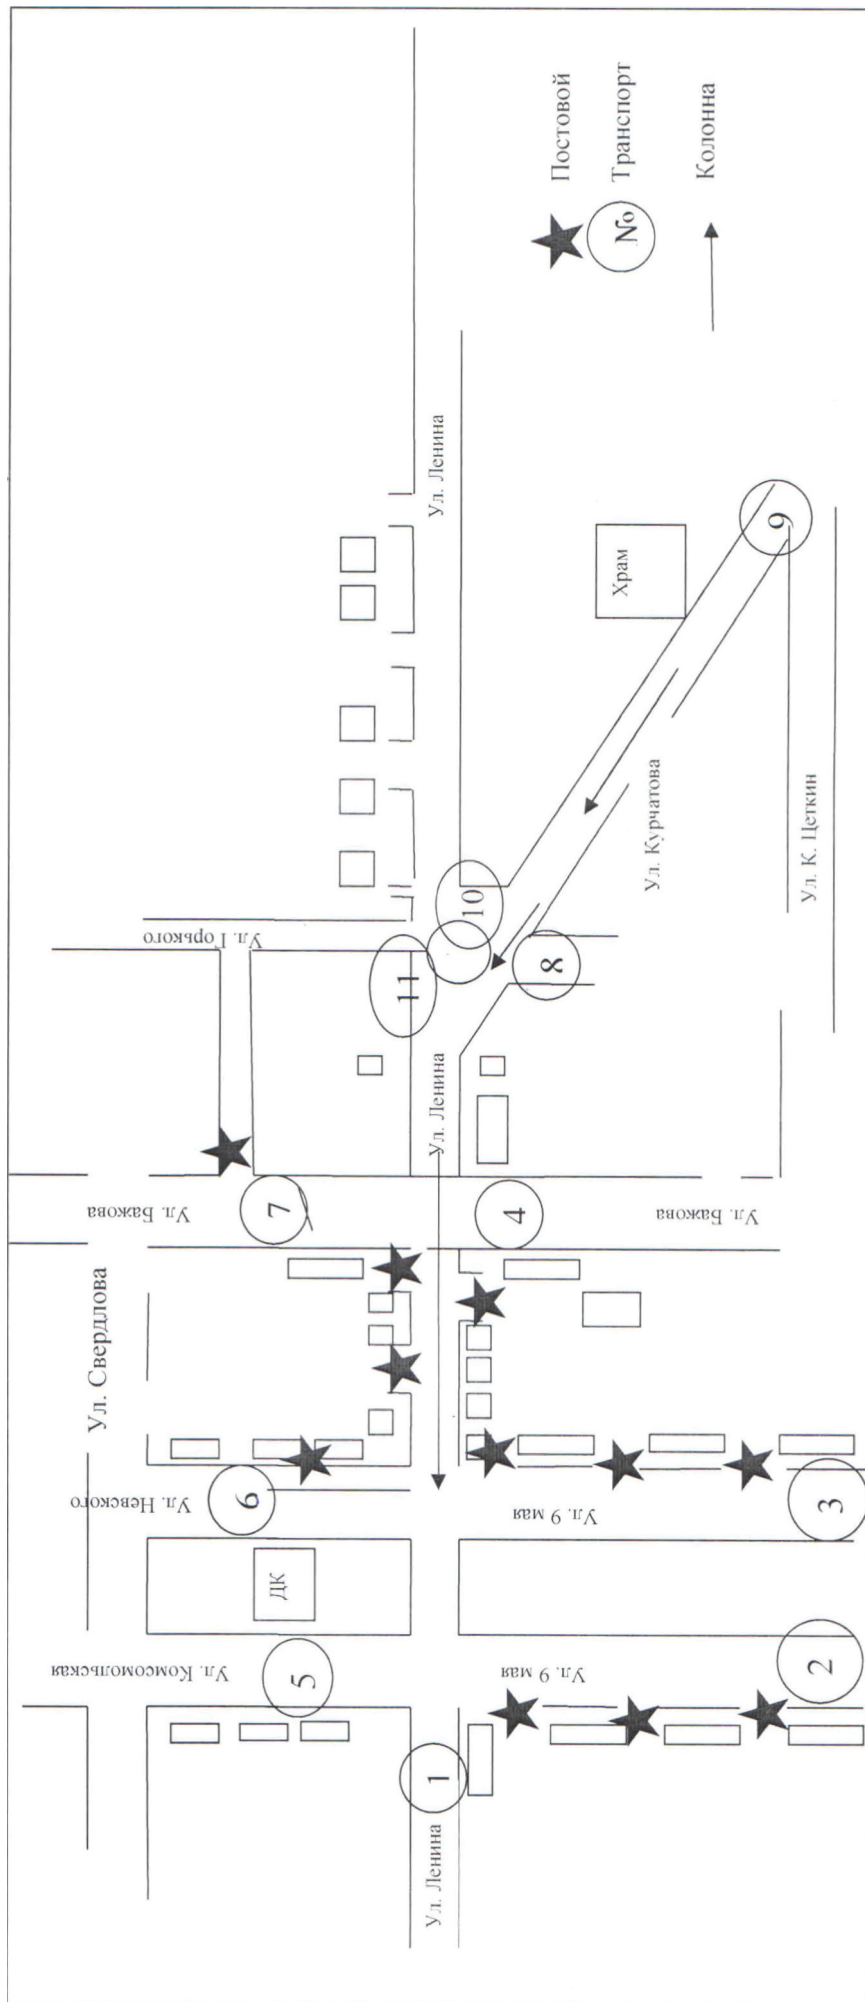 Ул. Свердлова
Ул. Комсомольская
Ул. Невского
Ул. Бажова
Ул. Горького
5
ДК
6
7
Ул. Ленина
1
Ул. Ленина
11
10
Ул. Ленина
Ул. 9 мая
Ул. 9 мая
4
8
Ул. Бажова
Ул. Курчатова
Храм
2
3
Ул. К. Цеткин
9
Постовой
№ Транспорт
Колонна